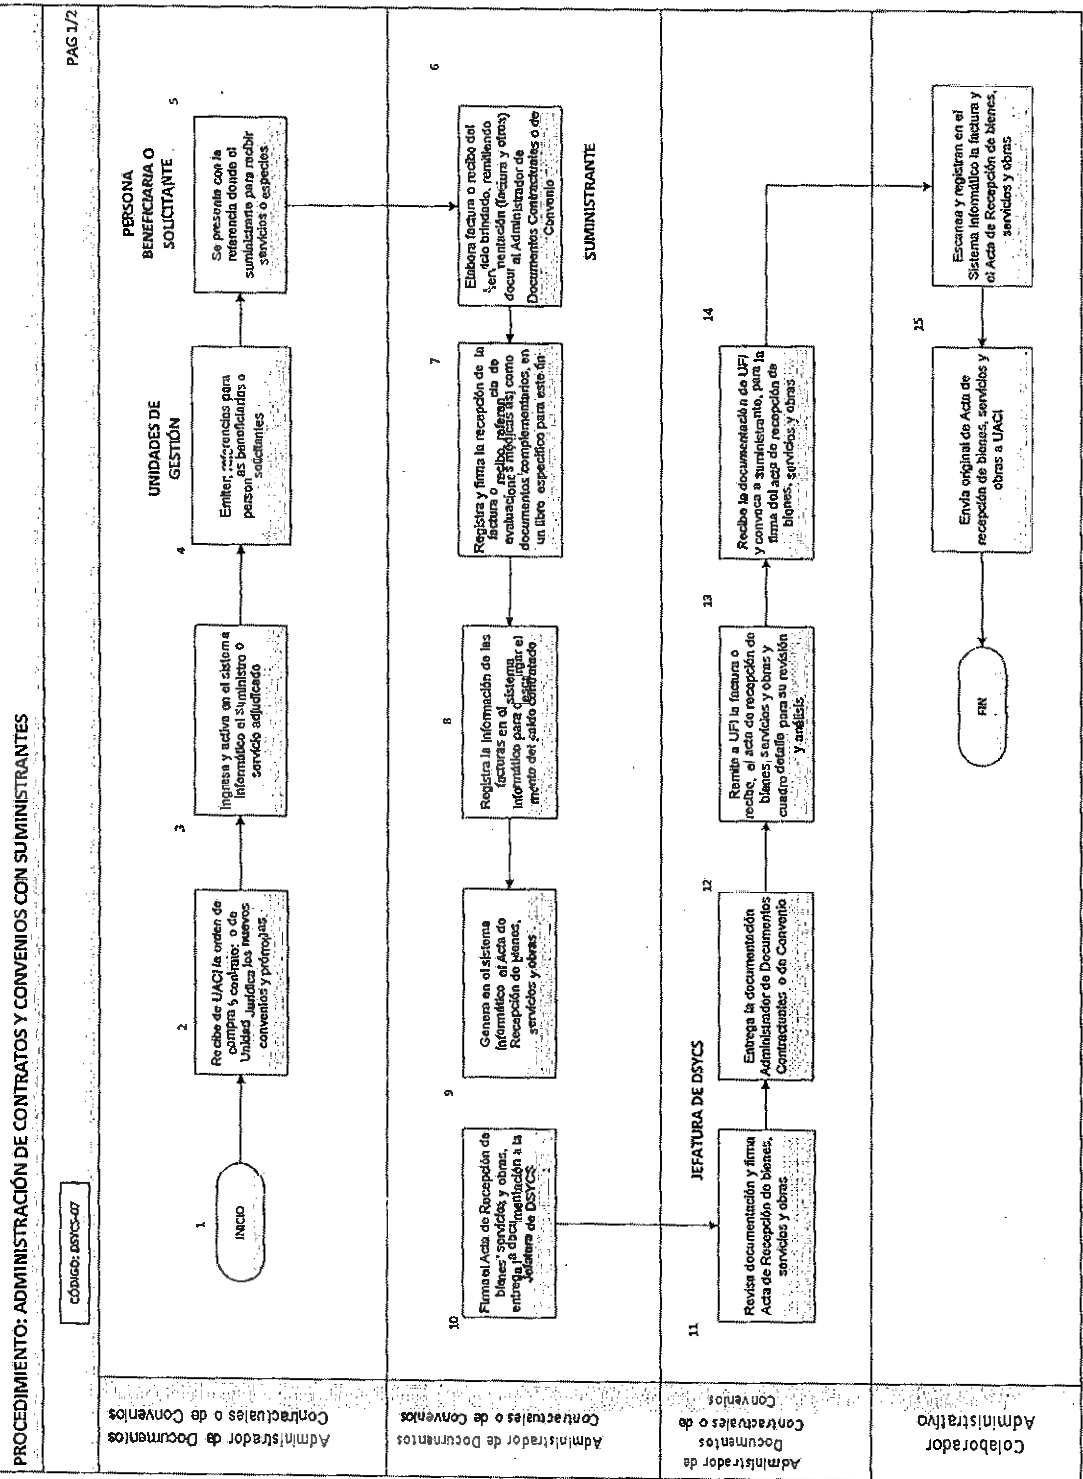 PROCEDIMIENTO: ADMINISTRACIÓN DE CONTRATOS Y CONVENIOS CON SUMINISTRANTES
CÓDIGO: DSYCS-07
PAG 1/2
Administrador de Documentos
Contractuales o de Convenios
1
INICIO
2
Recibe de UACI la orden de
compra o contrato; o de
Unidad Jurídica los nuevos
convenios y prórrogas.
3
Ingresa y activa en el sistema
informático el suministro o
servicio adjudicado
UNIDADES DE
GESTIÓN
4
Emiten referencias para
personas beneficiarias o
solicitantes
PERSONA
BENEFICIARIA O
SOLICITANTE
5
Se presenta con la
referencia donde el
suministrante para recibir
servicios o especies
Administrador de Documentos
Contractuales o de Convenios
6
Elabora factura o recibo del
servicio brindado, remitiendo
documentación (factura y otros)
al Administrador de
Documentos Contractuales o de
Convenio
SUMINISTRANTE
7
Registra y firma la recepción de la
factura o recibo, referencia de
evaluaciones médicas así como
documentos complementarios, en
un libro específico para este fin
8
Registra la información de las
facturas en el sistema
informático para descargar el
monto del saldo contratado
9
Genera en el sistema
informático el Acta de
Recepción de bienes,
servicios y obras
10
Firma el Acta de Recepción de
bienes, servicios y obras,
entrega la documentación a la
Jefatura de DSYCS
Administrador de
Documentos
Contractuales o de
Convenios
JEFATURA DE DSYCS
11
Revisa documentación y firma
Acta de Recepción de bienes,
servicios y obras
12
Entrega la documentación
Administrador de Documentos
Contractuales o de Convenio
13
Remite a UFI la factura o
recibo, el acta de recepción de
bienes, servicios y obras y
cuadro detalle para su revisión
y análisis
14
Recibe la documentación de UFI
y convoca a suministrante, para la
firma del acta de recepción de
bienes, servicios y obras
Colaborador
Administrativo
Escanea y registran en el
Sistema Informático la factura y
el Acta de Recepción de bienes,
servicios y obras
15
Envía original de Acta de
recepción de bienes, servicios y
obras a UACI
FIN